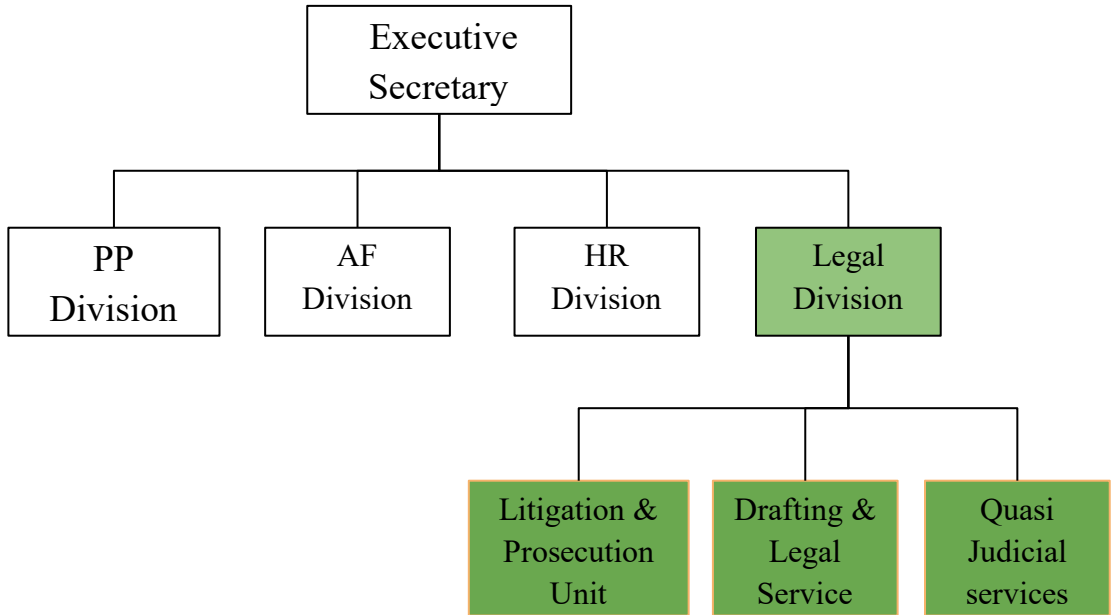 Executive
Secretary
PP
Division
AF
Division
HR
Division
Legal
Division
Litigation &
Prosecution
Unit
Drafting &
Legal
Service
Quasi
Judicial
services